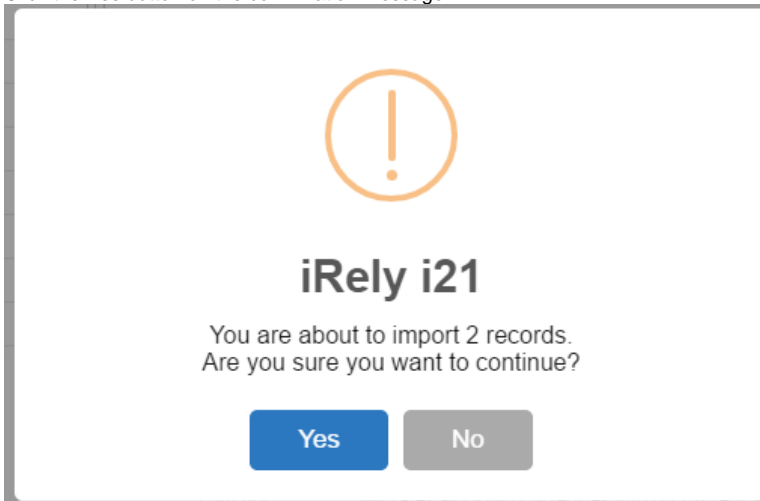 iRely i21
You are about to import 2 records.
Are you sure you want to continue?
Yes
No